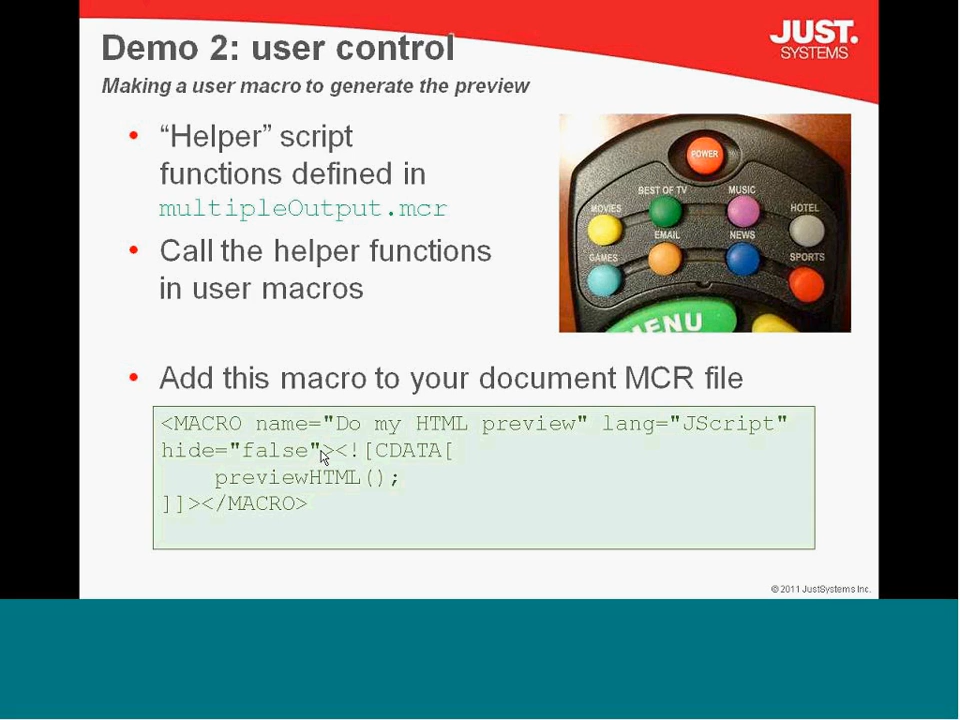 Demo 2: user control
JUST.
SYSTEMS
Making a user macro to generate the preview
• “Helper” script
functions defined in
multipleOutput.mcr
• Call the helper functions
in user macros
POWER
BEST OF TV
MUSIC
MOVIES
EMAIL
NEWS
HOTEL
GAMES
SPORTS
MENU
• Add this macro to your document MCR file
<MACRO name="Do my HTML preview" lang="JScript"
hide="false"><![CDATA[
previewHTML();
]]></MACRO>
© 2011 JustSystems Inc.